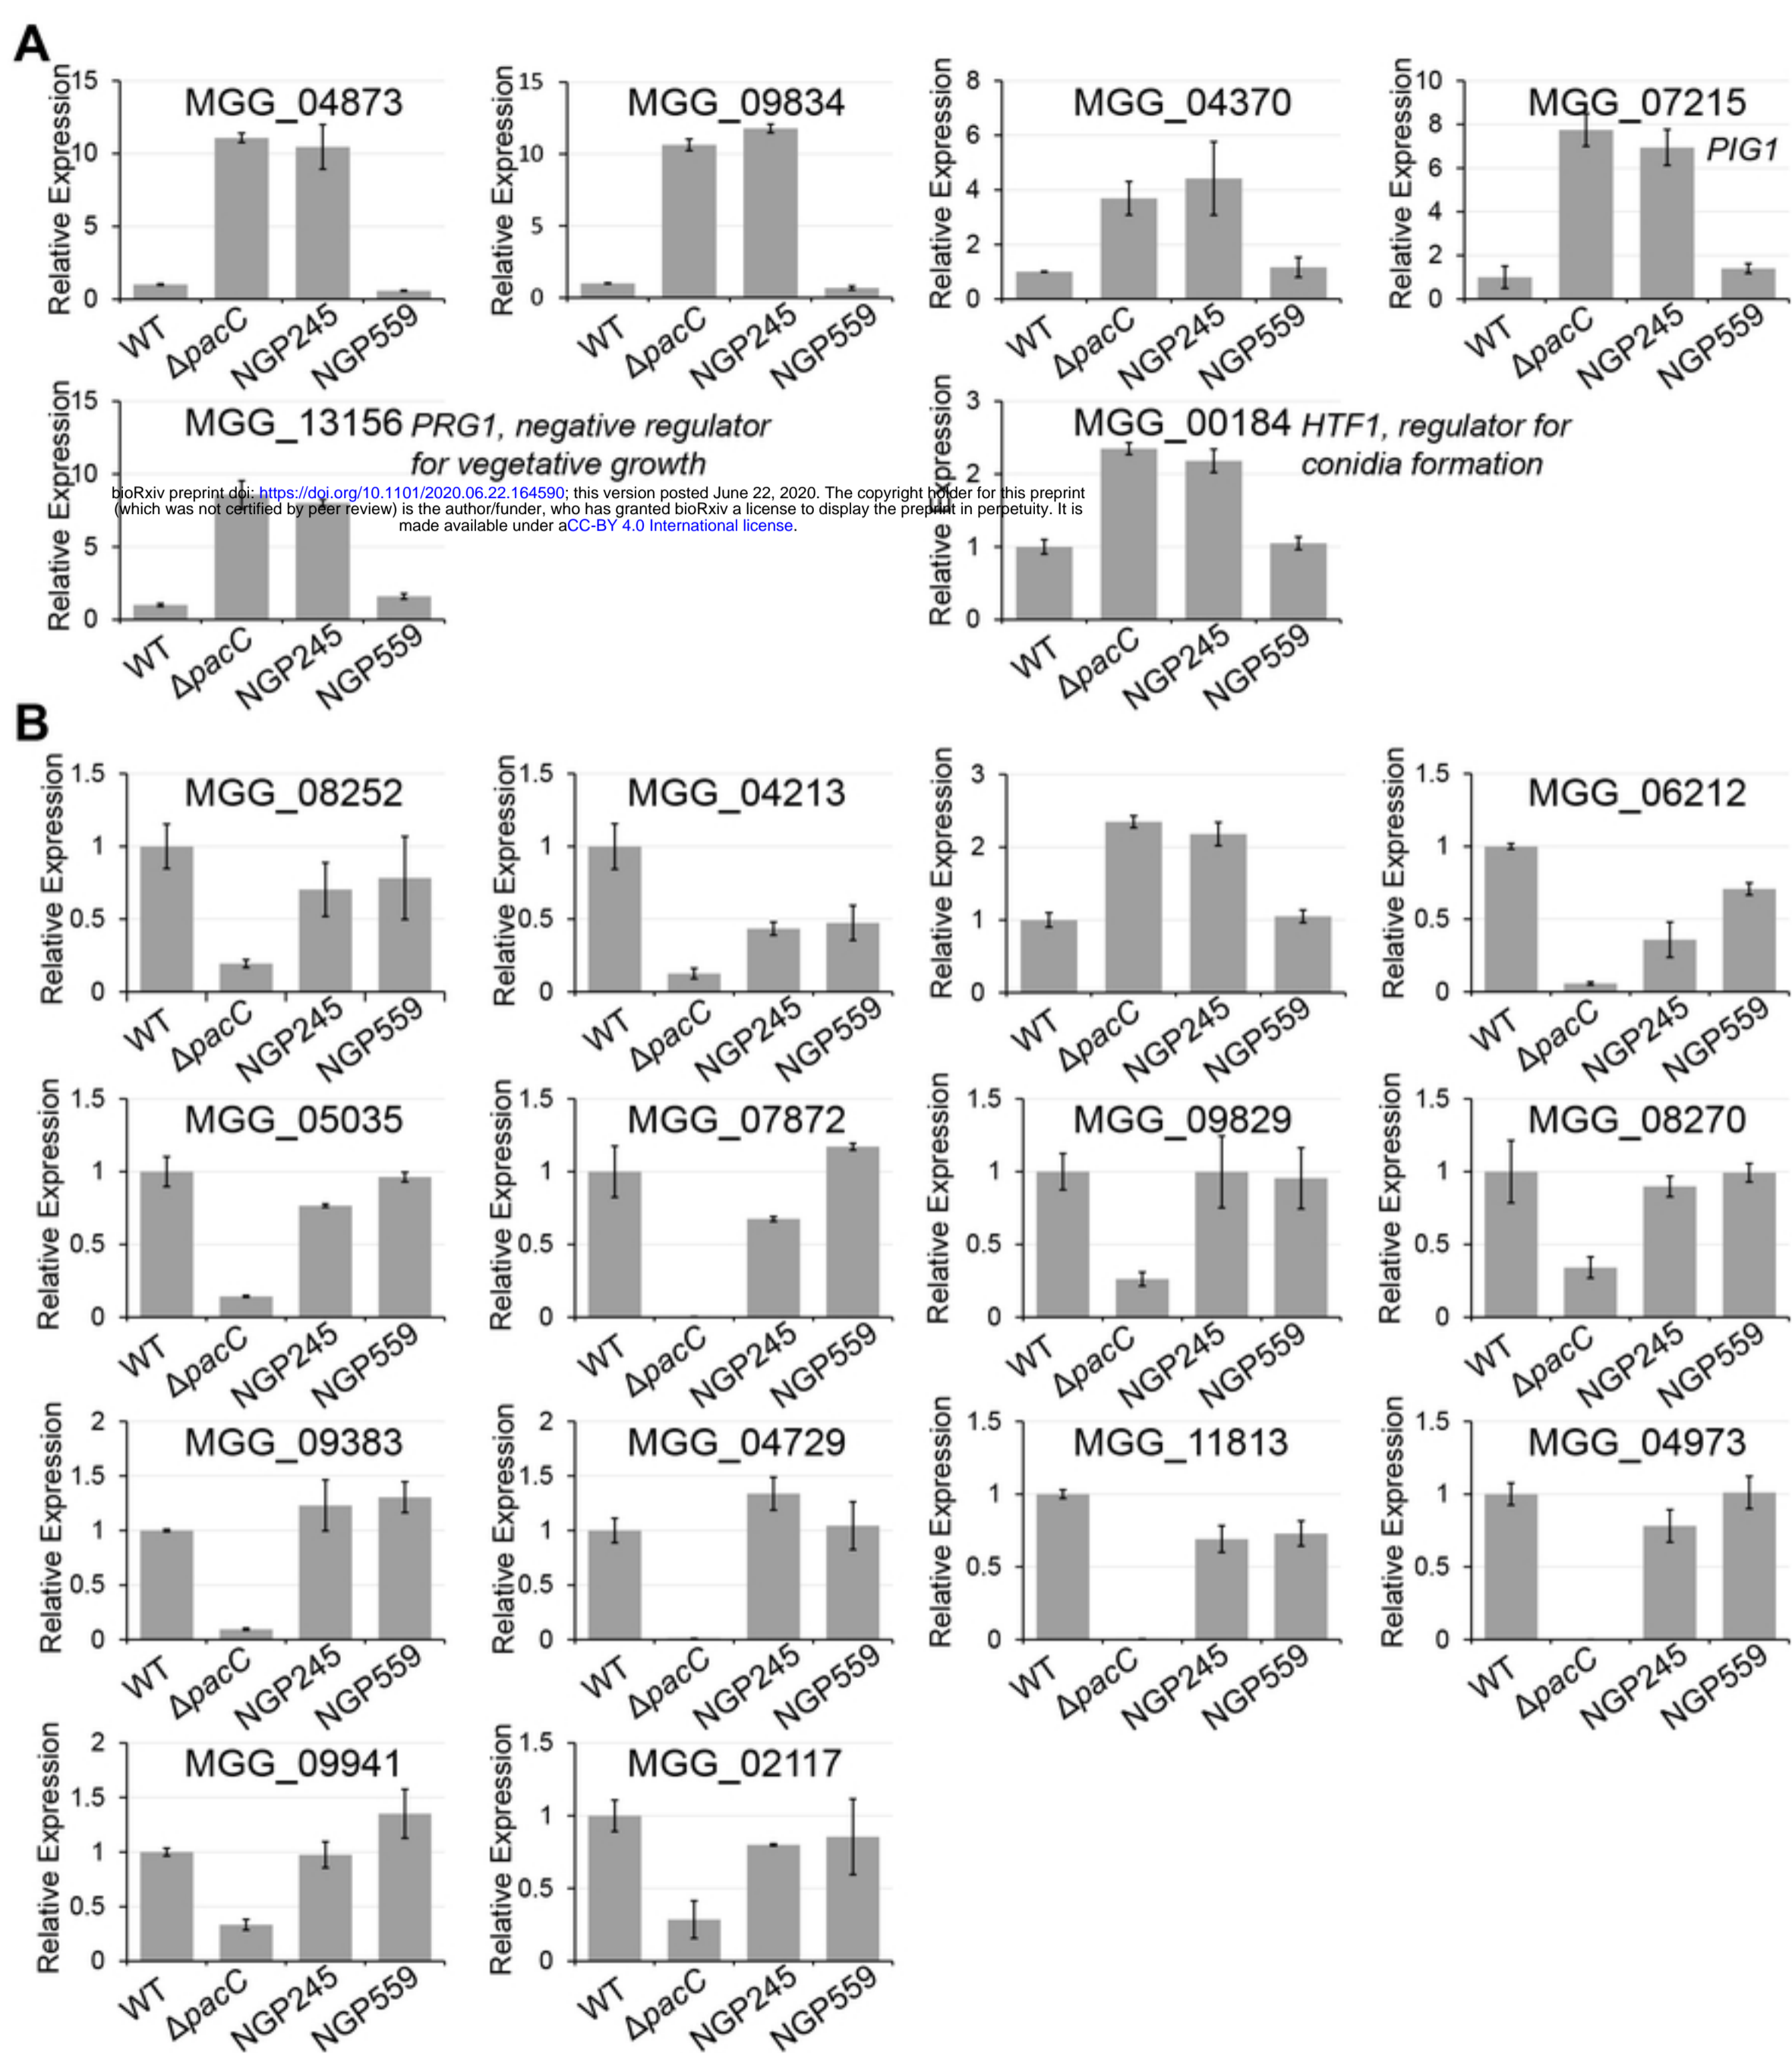 A
MGG_04873
Relative Expression
15
10
5
0
WT
ΔpacC
NGP245
NGP559
MGG_09834
Relative Expression
15
10
5
0
WT
ΔpacC
NGP245
NGP559
MGG_04370
Relative Expression
8
6
4
2
0
WT
ΔpacC
NGP245
NGP559
MGG_07215
PIG1
Relative Expression
10
8
6
4
2
0
WT
ΔpacC
NGP245
NGP559
MGG_13156 PRG1, negative regulator
for vegetative growth
Relative Expression
15
10
5
0
WT
ΔpacC
NGP245
NGP559
MGG_00184 HTF1, regulator for
conidia formation
Relative Expression
3
2
1
0
WT
ΔpacC
NGP245
NGP559
bioRxiv preprint doi: https://doi.org/10.1101/2020.06.22.164590; this version posted June 22, 2020. The copyright holder for this preprint
(which was not certified by peer review) is the author/funder, who has granted bioRxiv a license to display the preprint in perpetuity. It is
made available under aCC-BY 4.0 International license.
B
MGG_08252
Relative Expression
1.5
1
0.5
0
WT
ΔpacC
NGP245
NGP559
MGG_04213
Relative Expression
1.5
1
0.5
0
WT
ΔpacC
NGP245
NGP559
Relative Expression
3
2
1
0
WT
ΔpacC
NGP245
NGP559
MGG_06212
Relative Expression
1.5
1
0.5
0
WT
ΔpacC
NGP245
NGP559
MGG_05035
Relative Expression
1.5
1
0.5
0
WT
ΔpacC
NGP245
NGP559
MGG_07872
Relative Expression
1.5
1
0.5
0
WT
ΔpacC
NGP245
NGP559
MGG_09829
Relative Expression
1.5
1
0.5
0
WT
ΔpacC
NGP245
NGP559
MGG_08270
Relative Expression
1.5
1
0.5
0
WT
ΔpacC
NGP245
NGP559
MGG_09383
Relative Expression
2
1.5
1
0.5
0
WT
ΔpacC
NGP245
NGP559
MGG_04729
Relative Expression
2
1.5
1
0.5
0
WT
ΔpacC
NGP245
NGP559
MGG_11813
Relative Expression
1.5
1
0.5
0
WT
ΔpacC
NGP245
NGP559
MGG_04973
Relative Expression
1.5
1
0.5
0
WT
ΔpacC
NGP245
NGP559
MGG_09941
Relative Expression
2
1.5
1
0.5
0
WT
ΔpacC
NGP245
NGP559
MGG_02117
Relative Expression
1.5
1
0.5
0
WT
ΔpacC
NGP245
NGP559